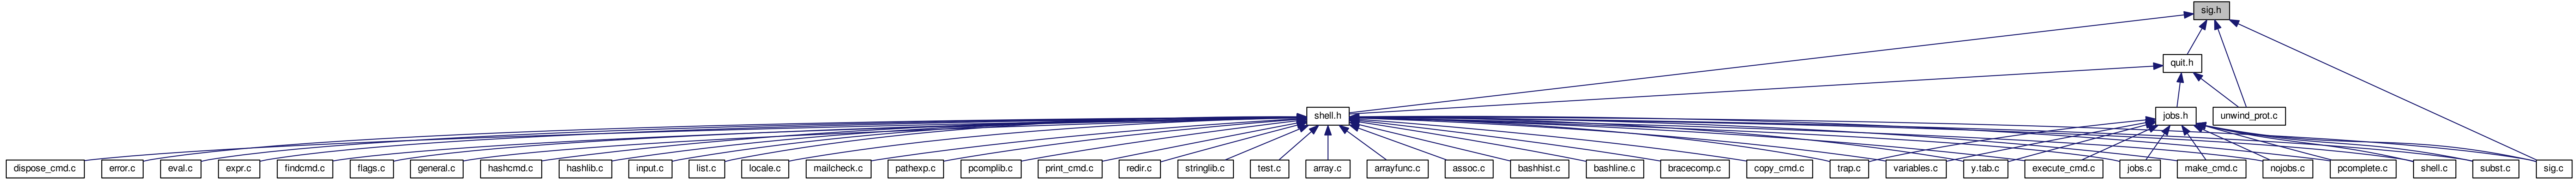 sig.h
quit.h
shell.h
jobs.h
unwind_prot.c
dispose_cmd.c
error.c
eval.c
expr.c
findcmd.c
flags.c
general.c
hashcmd.c
hashlib.c
input.c
list.c
locale.c
mailcheck.c
pathexp.c
pcomplib.c
print_cmd.c
redir.c
stringlib.c
test.c
array.c
arrayfunc.c
assoc.c
bashhist.c
bashline.c
bracecomp.c
copy_cmd.c
trap.c
variables.c
y.tab.c
execute_cmd.c
jobs.c
make_cmd.c
nojobs.c
pcomplete.c
shell.c
subst.c
sig.c